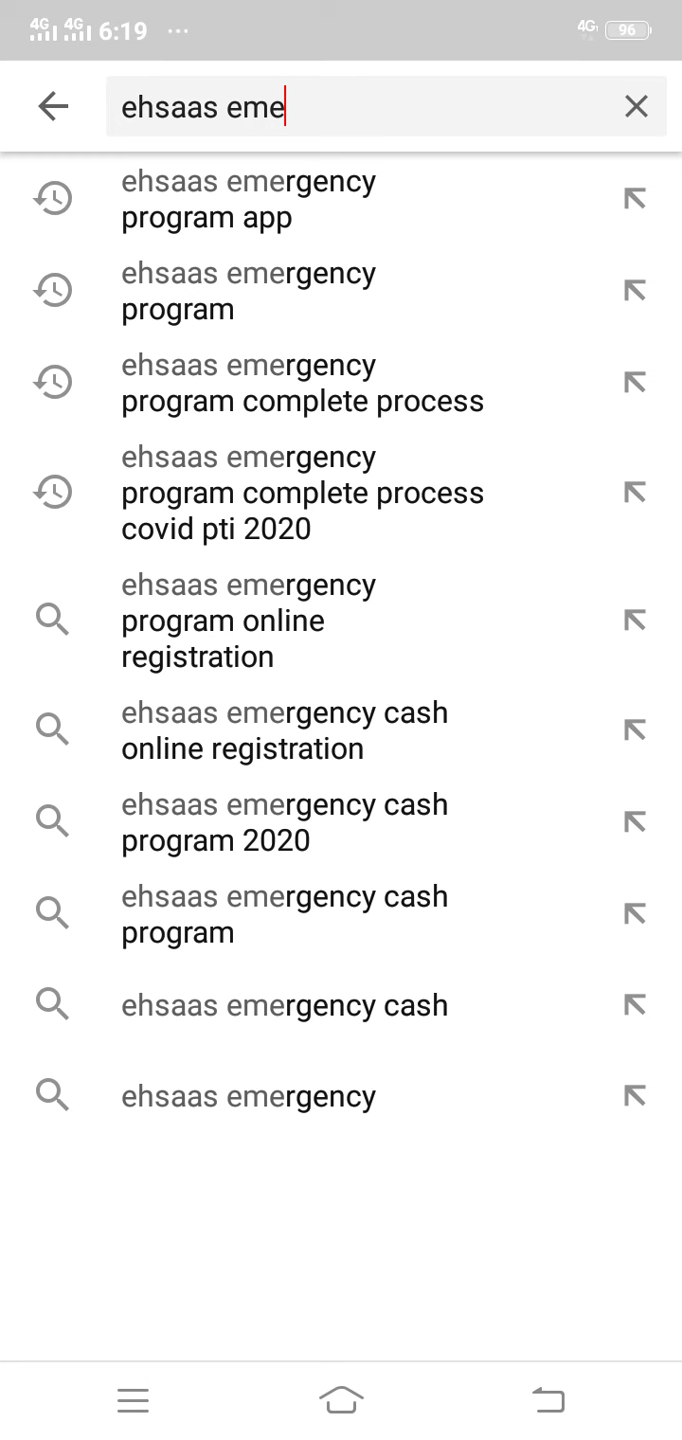 4G 4G 6:19 ... 4G 96
ehsaas eme
ehsaas emergency
program app
ehsaas emergency
program
ehsaas emergency
program complete process
ehsaas emergency
program complete process
covid pti 2020
ehsaas emergency
program online
registration
ehsaas emergency cash
online registration
ehsaas emergency cash
program 2020
ehsaas emergency cash
program
ehsaas emergency cash
ehsaas emergency